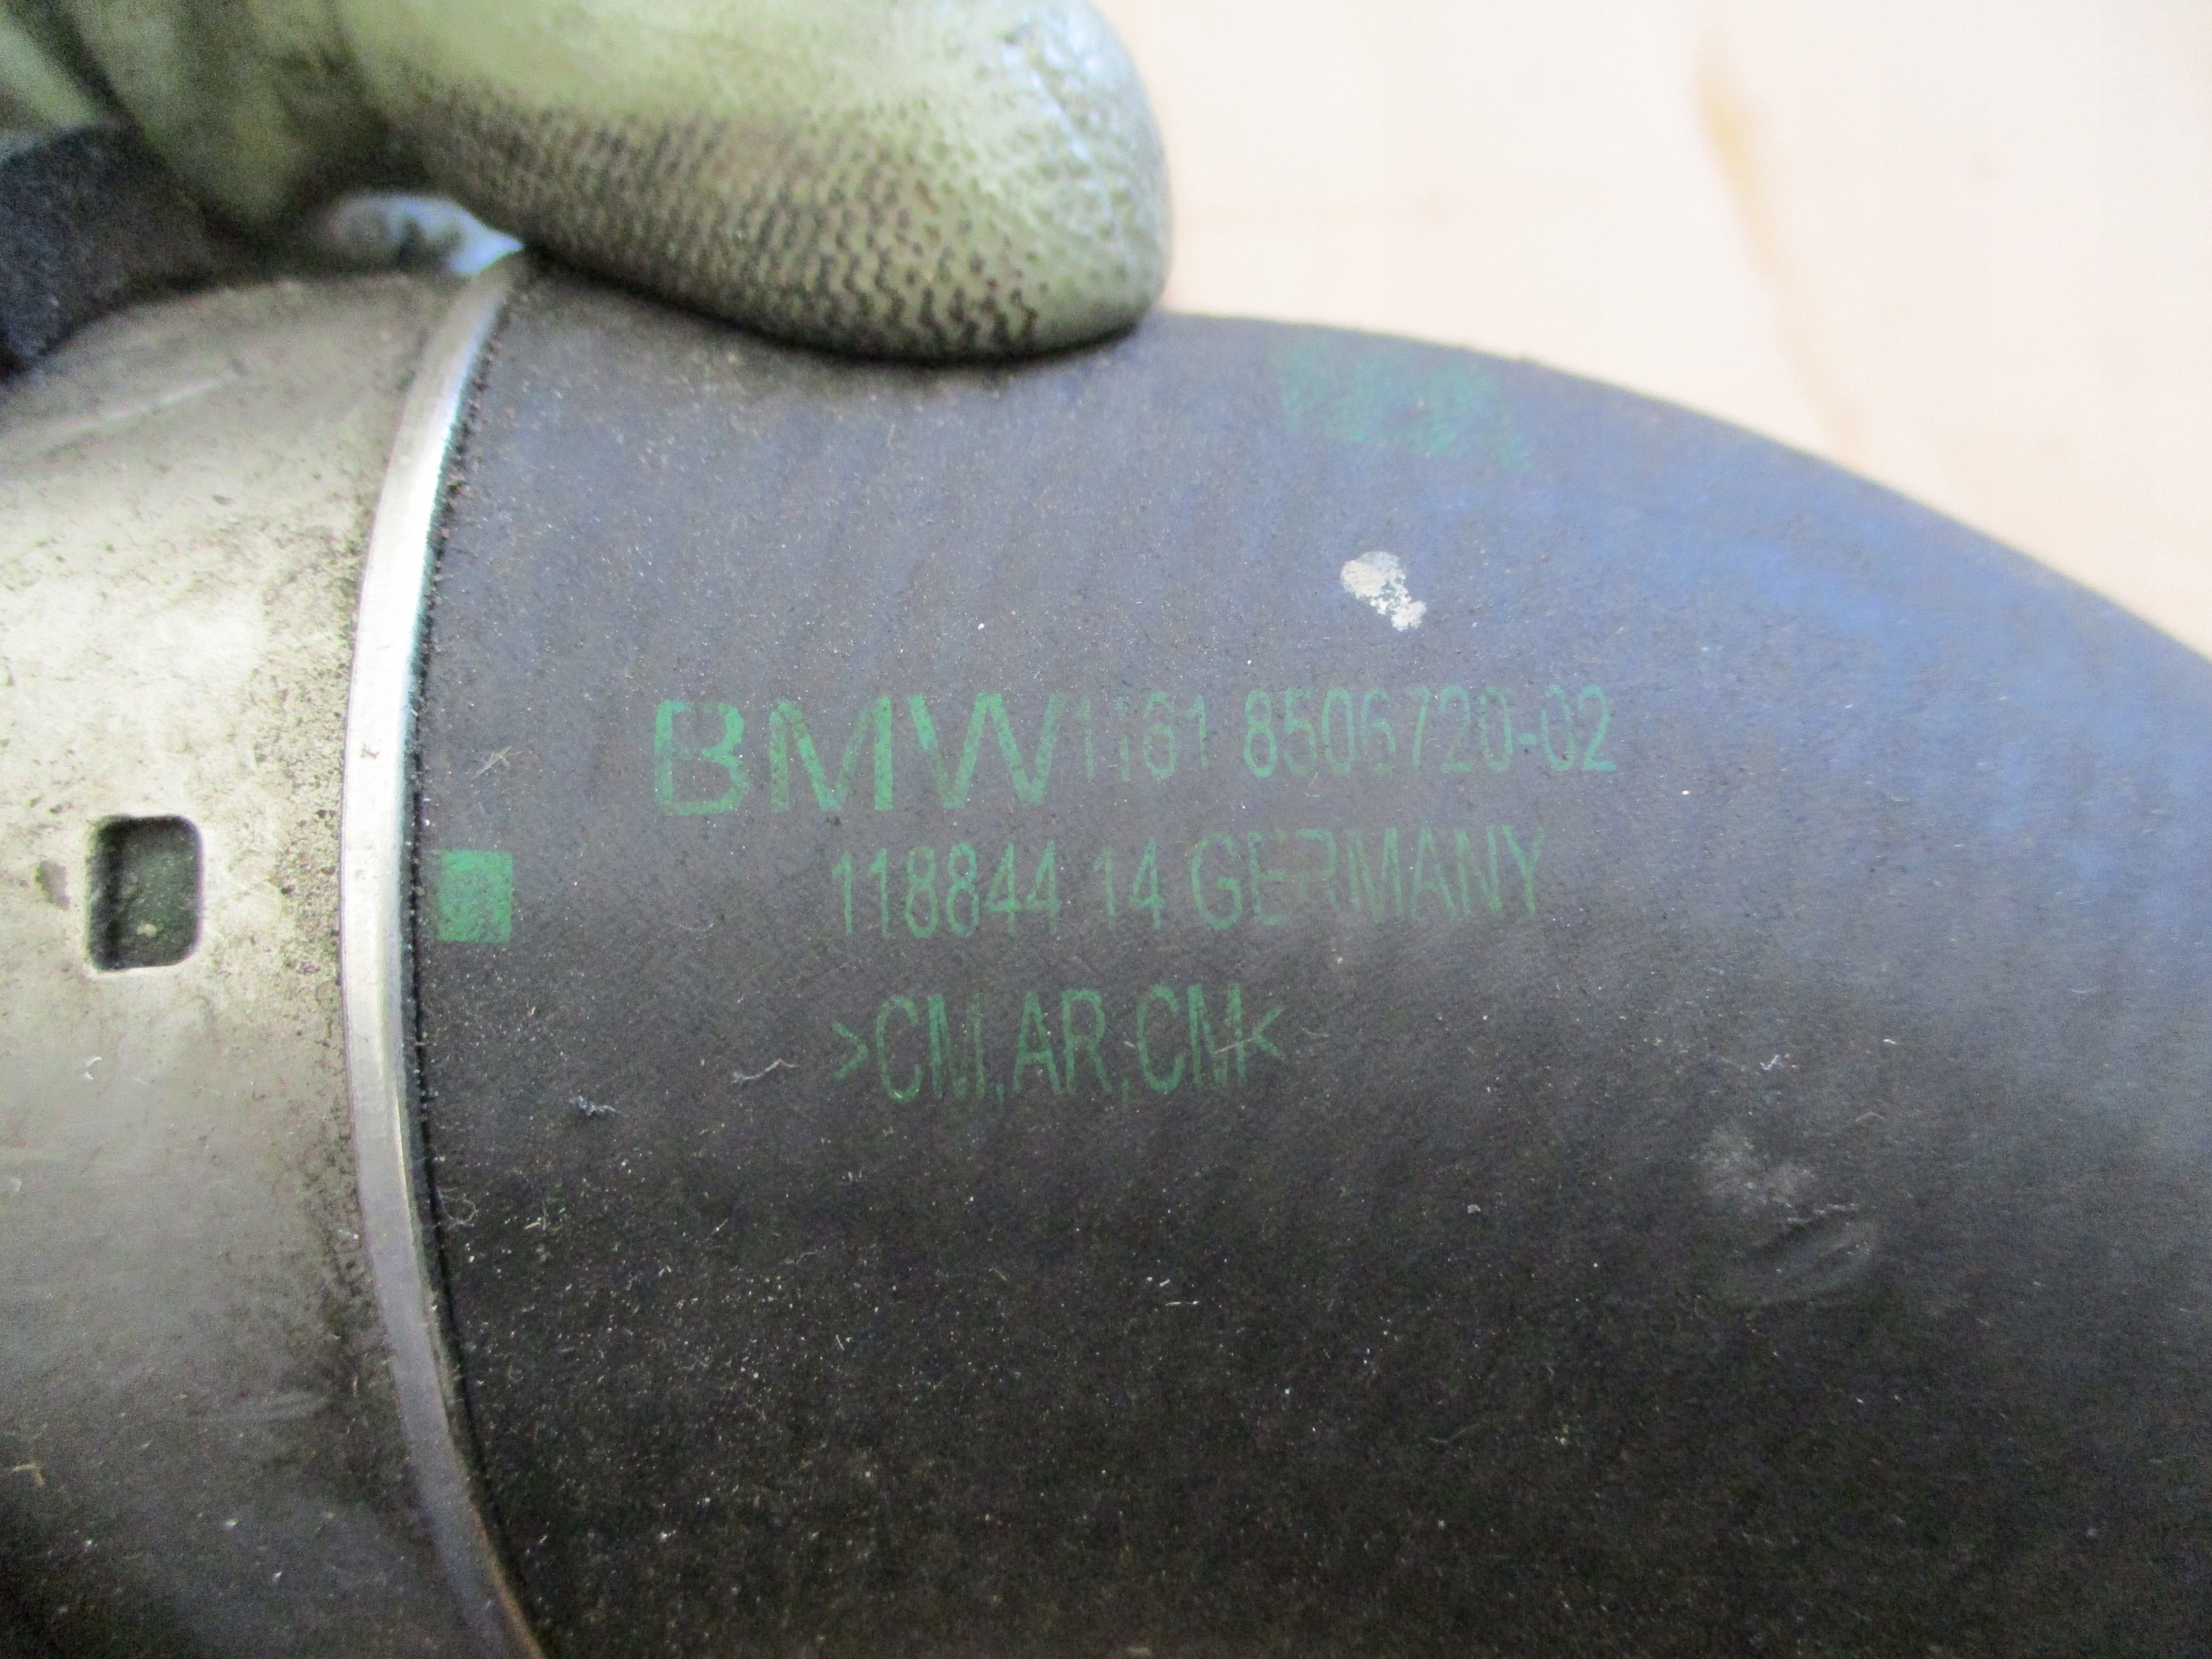 BMW 1161 8506720-02
118844 14 GERMANY
>CM,AR,CM<